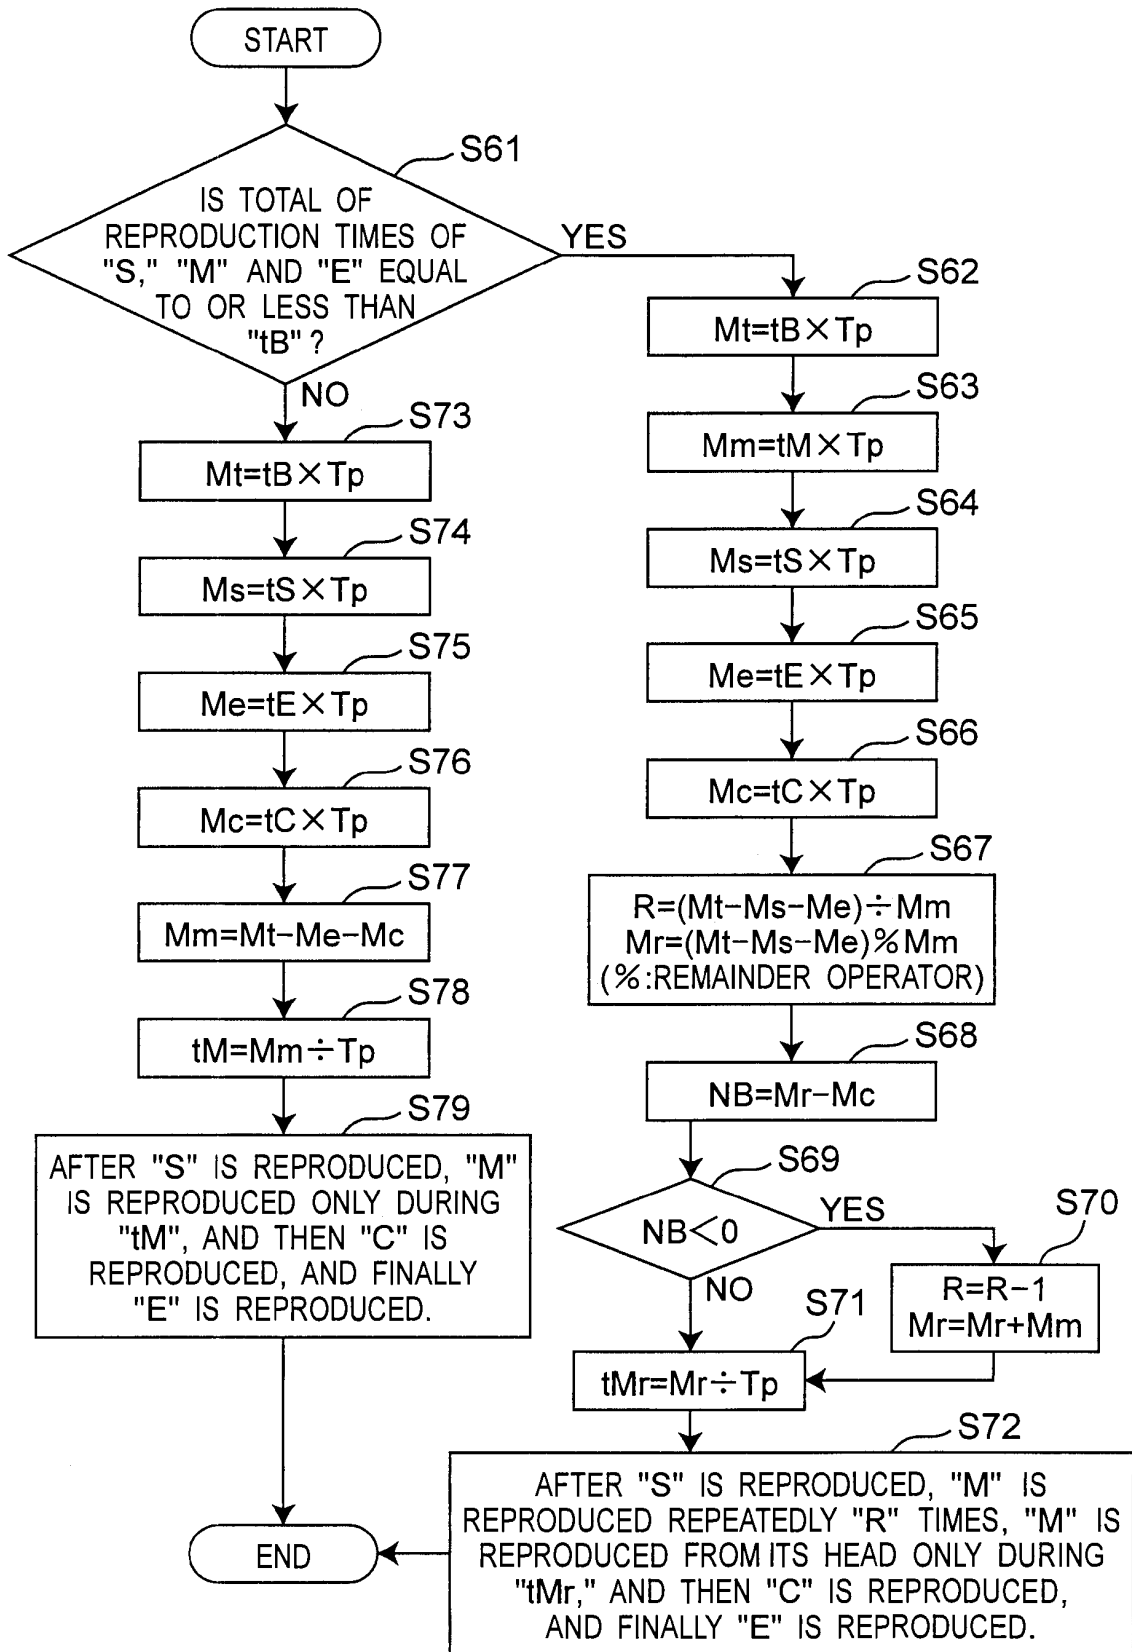 START
S61
IS TOTAL OF
REPRODUCTION TIMES OF
"S," "M" AND "E" EQUAL
TO OR LESS THAN
"tB" ?
YES
NO
S62
Mt=tB×Tp
S63
Mm=tM×Tp
S64
Ms=tS×Tp
S65
Me=tE×Tp
S66
Mc=tC×Tp
S67
R=(Mt−Ms−Me)÷Mm
Mr=(Mt−Ms−Me)%Mm
(%:REMAINDER OPERATOR)
S68
NB=Mr−Mc
S69
NB<0
YES
NO
S70
R=R−1
Mr=Mr+Mm
S71
tMr=Mr÷Tp
S72
AFTER "S" IS REPRODUCED, "M" IS
REPRODUCED REPEATEDLY "R" TIMES, "M" IS
REPRODUCED FROM ITS HEAD ONLY DURING
"tMr," AND THEN "C" IS REPRODUCED,
AND FINALLY "E" IS REPRODUCED.
S73
Mt=tB×Tp
S74
Ms=tS×Tp
S75
Me=tE×Tp
S76
Mc=tC×Tp
S77
Mm=Mt−Me−Mc
S78
tM=Mm÷Tp
S79
AFTER "S" IS REPRODUCED, "M"
IS REPRODUCED ONLY DURING
"tM", AND THEN "C" IS
REPRODUCED, AND FINALLY
"E" IS REPRODUCED.
END